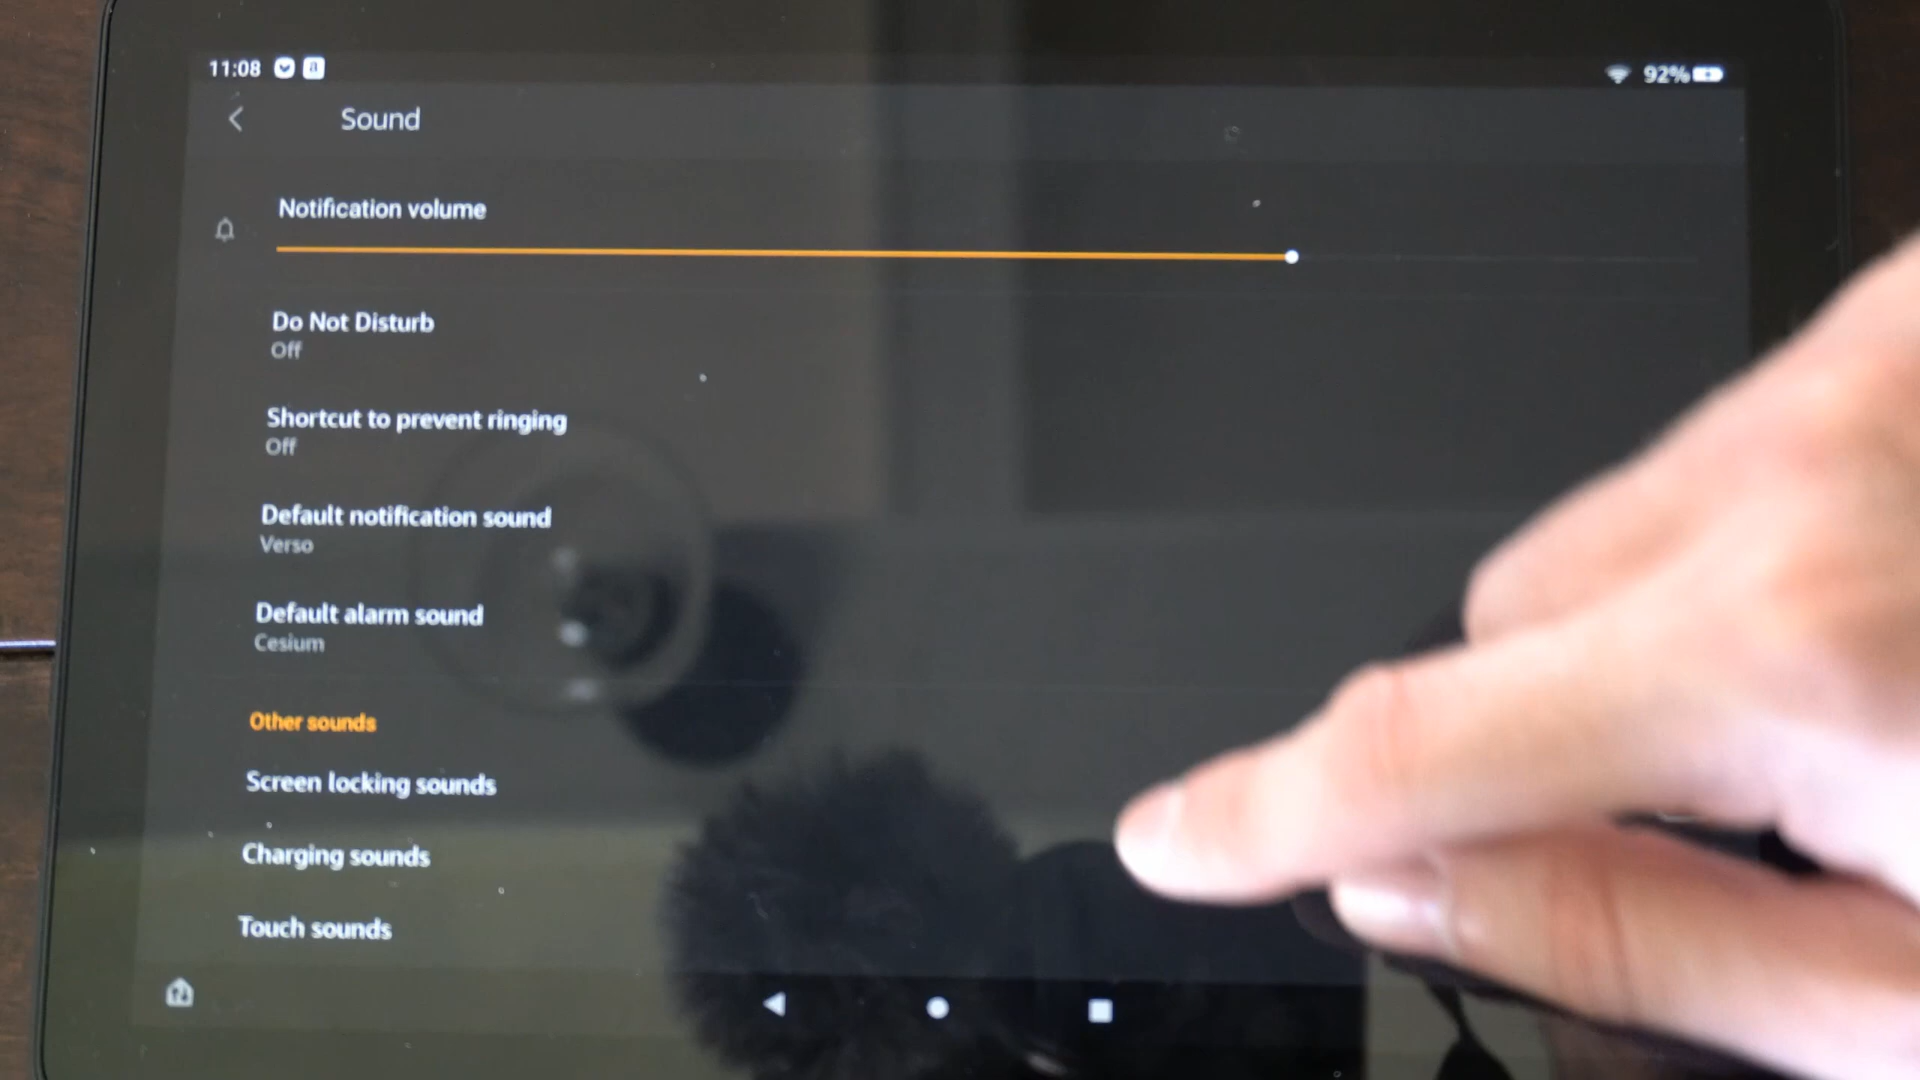 11:08
92%
Sound
Notification volume
Do Not Disturb
Off
Shortcut to prevent ringing
Off
Default notification sound
Verso
Default alarm sound
Cesium
Other sounds
Screen locking sounds
Charging sounds
Touch sounds